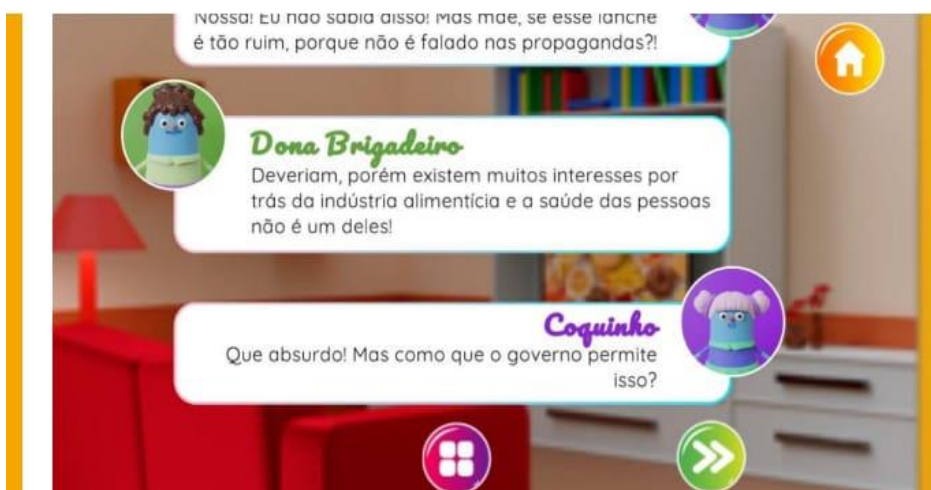 Nossa! Eu não sabia disso! Mas mãe, se esse lanche
é tão ruim, porque não é falado nas propagandas?!
Dona Brigadeiro
Deveriam, porém existem muitos interesses por
trás da indústria alimentícia e a saúde das pessoas
não é um deles!
Coquinho
Que absurdo! Mas como que o governo permite
isso?